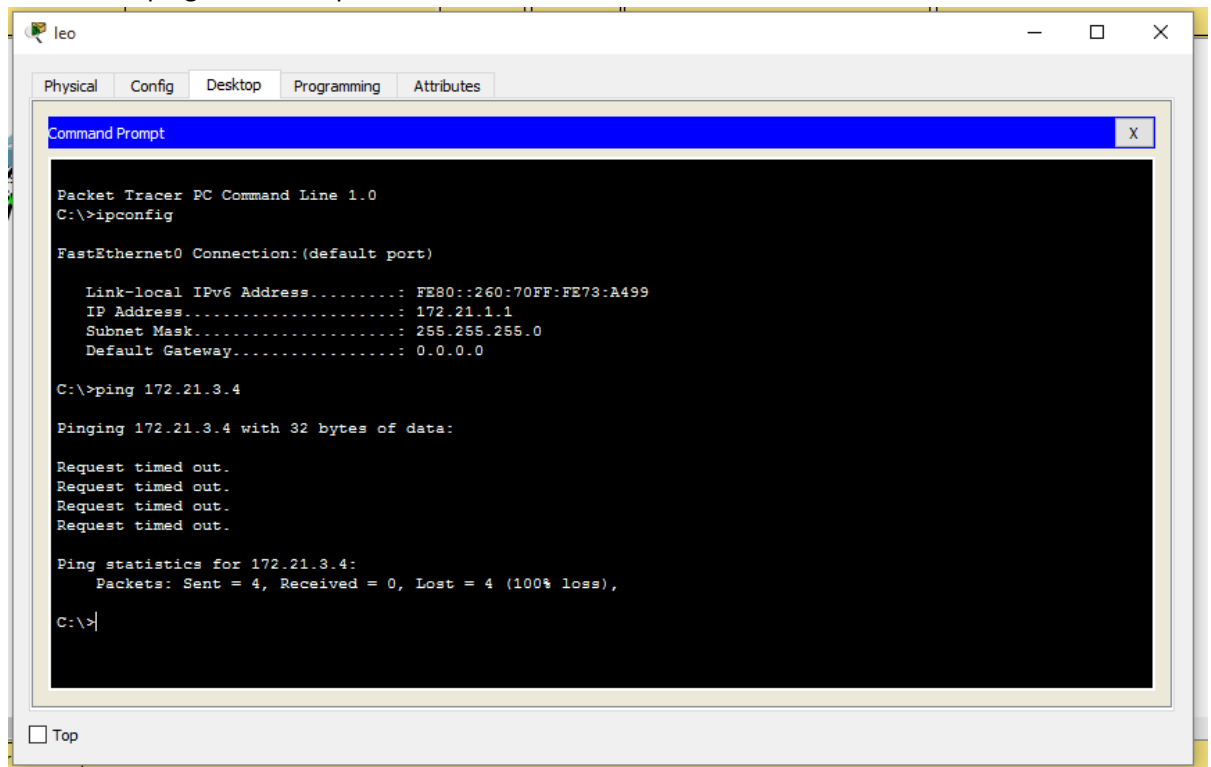 leo
Physical Config Desktop Programming Attributes
Command Prompt X
Packet Tracer PC Command Line 1.0
C:\>ipconfig
FastEthernet0 Connection:(default port)
Link-local IPv6 Address.........: FE80::260:70FF:FE73:A499
IP Address......................: 172.21.1.1
Subnet Mask.....................: 255.255.255.0
Default Gateway.................: 0.0.0.0
C:\>ping 172.21.3.4
Pinging 172.21.3.4 with 32 bytes of data:
Request timed out.
Request timed out.
Request timed out.
Request timed out.
Ping statistics for 172.21.3.4:
Packets: Sent = 4, Received = 0, Lost = 4 (100% loss),
C:\>
Top